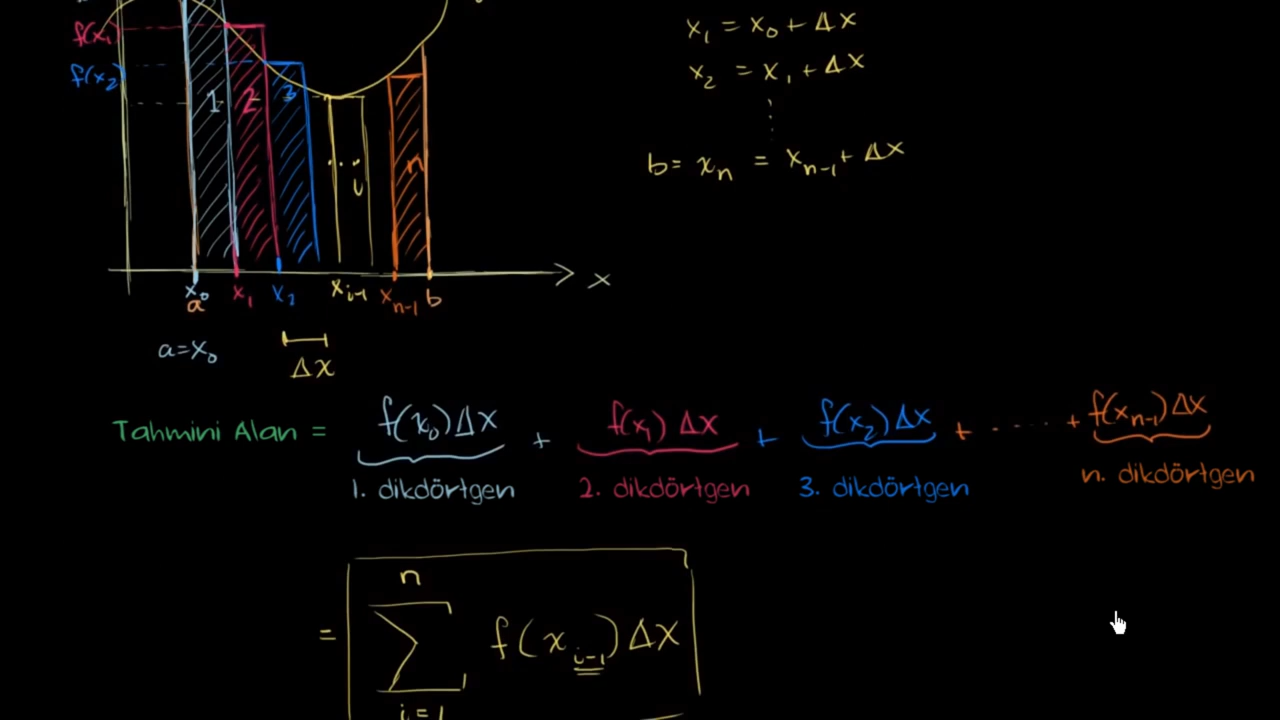 f(x₁)
f(x₂)
1 2 3 ... i n
x₁ = x₀ + Δx
x₂ = x₁ + Δx
b = xₙ = xₙ₋₁ + Δx
x₀ x₁ x₂ xᵢ₋₁ xₙ₋₁ b x
a
a = x₀
Δx
Tahmini Alan = f(x₀)Δx + f(x₁)Δx + f(x₂)Δx + ..... + f(xₙ₋₁)Δx
1. dikdörtgen 2. dikdörtgen 3. dikdörtgen n. dikdörtgen
n
= ∑ f(xᵢ₋₁)Δx
i=1